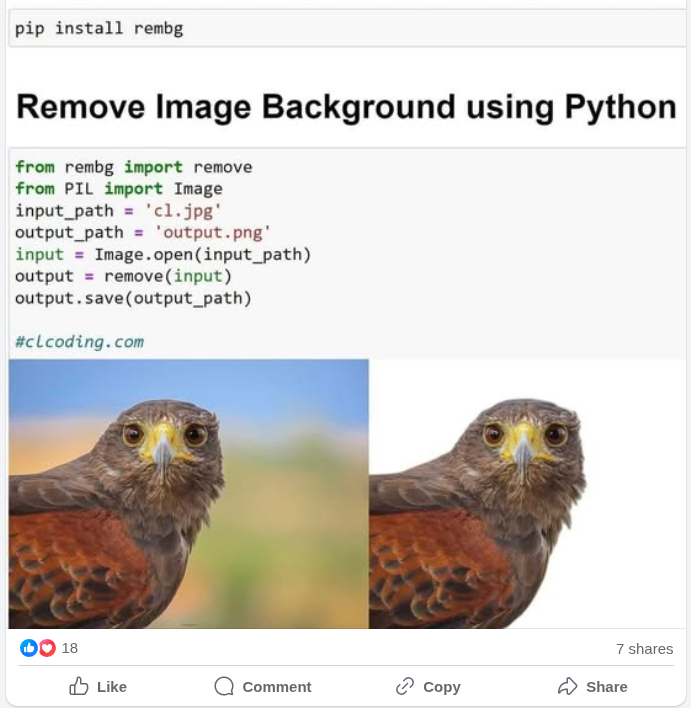 pip install rembg
Remove Image Background using Python
from rembg import remove
from PIL import Image
input_path = 'cl.jpg'
output_path = 'output.png'
input = Image.open(input_path)
output = remove(input)
output.save(output_path)
#clcoding.com
18
7 shares
Like
Comment
Copy
Share